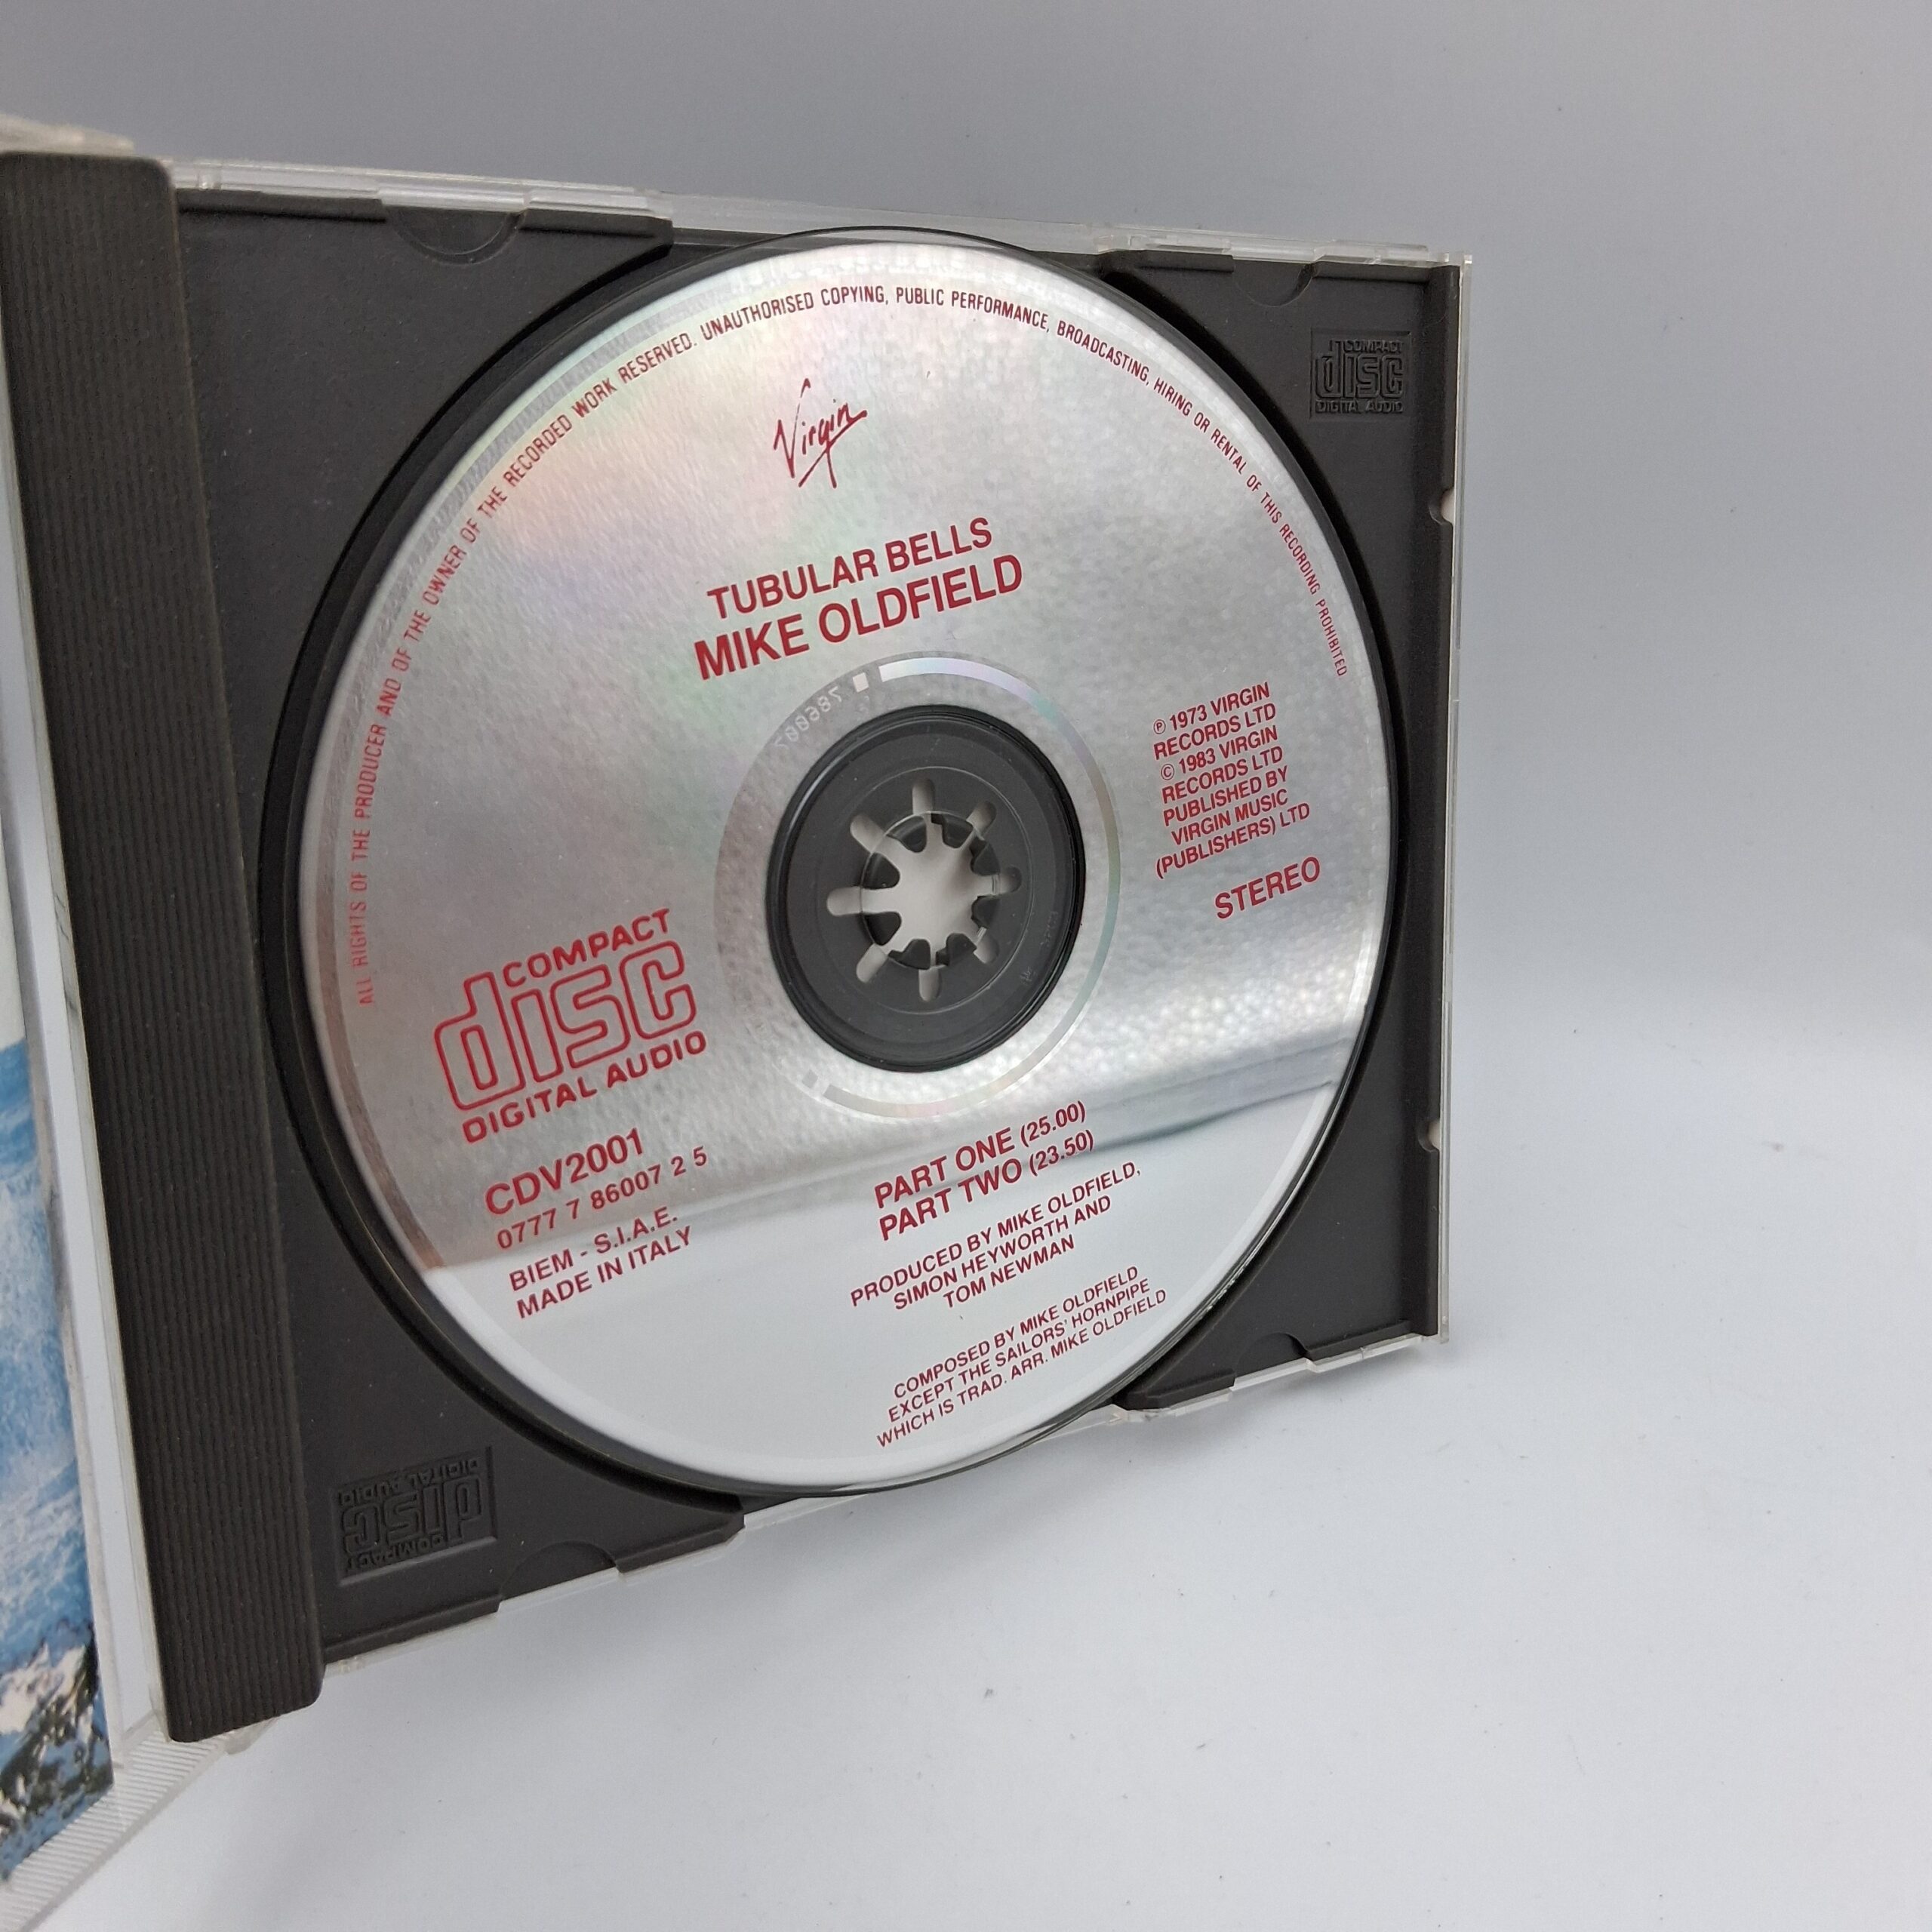 ALL RIGHTS OF THE PRODUCER AND OF THE OWNER OF THE RECORDED WORK RESERVED. UNAUTHORISED COPYING, PUBLIC PERFORMANCE, BROADCASTING, HIRING OR RENTAL OF THIS RECORDING PROHIBITED
Virgin
TUBULAR BELLS
MIKE OLDFIELD
℗ 1973 VIRGIN
RECORDS LTD
© 1983 VIRGIN
RECORDS LTD
PUBLISHED BY
VIRGIN MUSIC
(PUBLISHERS) LTD
STEREO
COMPACT
disc
DIGITAL AUDIO
CDV2001
0777 7 86007 2 5
BIEM - S.I.A.E.
MADE IN ITALY
PART ONE (25.00)
PART TWO (23.50)
PRODUCED BY MIKE OLDFIELD,
SIMON HEYWORTH AND
TOM NEWMAN
COMPOSED BY MIKE OLDFIELD
EXCEPT THE SAILORS' HORNPIPE
WHICH IS TRAD. ARR. MIKE OLDFIELD
COMPACT
disc
DIGITAL AUDIO
COMPACT
disc
DIGITAL AUDIO